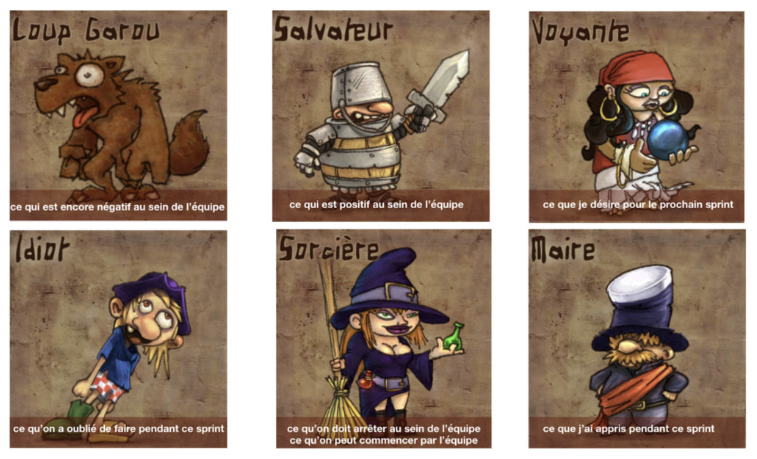 Loup Garou
ce qui est encore négatif au sein de l'équipe
Salvateur
ce qui est positif au sein de l'équipe
Voyante
ce que je désire pour le prochain sprint
Idiot
ce qu'on a oublié de faire pendant ce sprint
Sorcière
ce qu'on doit arrêter au sein de l'équipe
ce qu'on peut commencer par l'équipe
Maire
ce que j'ai appris pendant ce sprint